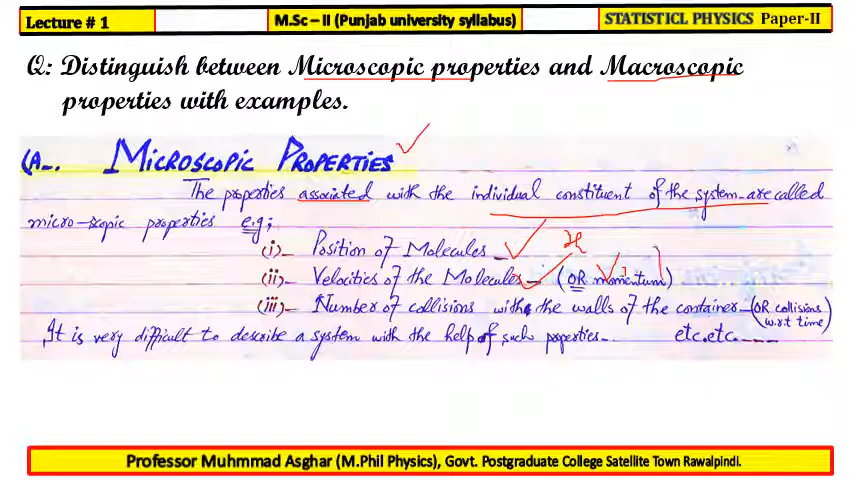 Lecture # 1
M.Sc – II (Punjab university syllabus)
STATISTICL PHYSICS Paper-II
Q: Distinguish between Microscopic properties and Macroscopic
properties with examples.
(A-. MICROSCOPIC PROPERTIES
The properties associated with the individual constituent of the system are called
micro-scopic properties e.g;
(i)- Position of Molecules -
(ii)- Velocities of the Molecules - (OR momentum)
(iii)- Number of collisions with the walls of the container - (OR collisions
w.r.t time)
It is very difficult to describe a system with the help of such properties.. etc.etc.----
Professor Muhmmad Asghar (M.Phil Physics), Govt. Postgraduate College Satellite Town Rawalpindi.